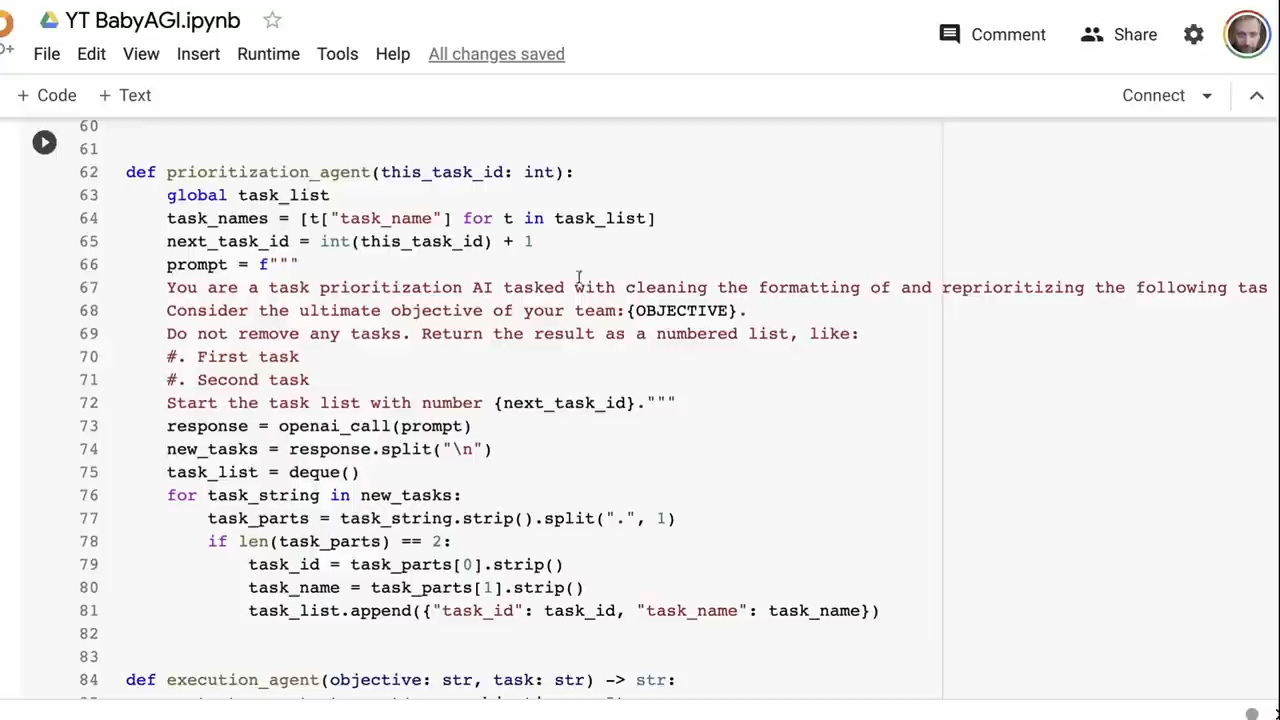 YT BabyAGI.ipynb
File Edit View Insert Runtime Tools Help All changes saved
Comment Share
+ Code + Text
Connect
60
61
62 def prioritization_agent(this_task_id: int):
63 global task_list
64 task_names = [t["task_name"] for t in task_list]
65 next_task_id = int(this_task_id) + 1
66 prompt = f"""
67 You are a task prioritization AI tasked with cleaning the formatting of and reprioritizing the following tas
68 Consider the ultimate objective of your team:{OBJECTIVE}.
69 Do not remove any tasks. Return the result as a numbered list, like:
70 #. First task
71 #. Second task
72 Start the task list with number {next_task_id}."""
73 response = openai_call(prompt)
74 new_tasks = response.split("\n")
75 task_list = deque()
76 for task_string in new_tasks:
77 task_parts = task_string.strip().split(".", 1)
78 if len(task_parts) == 2:
79 task_id = task_parts[0].strip()
80 task_name = task_parts[1].strip()
81 task_list.append({"task_id": task_id, "task_name": task_name})
82
83
84 def execution_agent(objective: str, task: str) -> str: